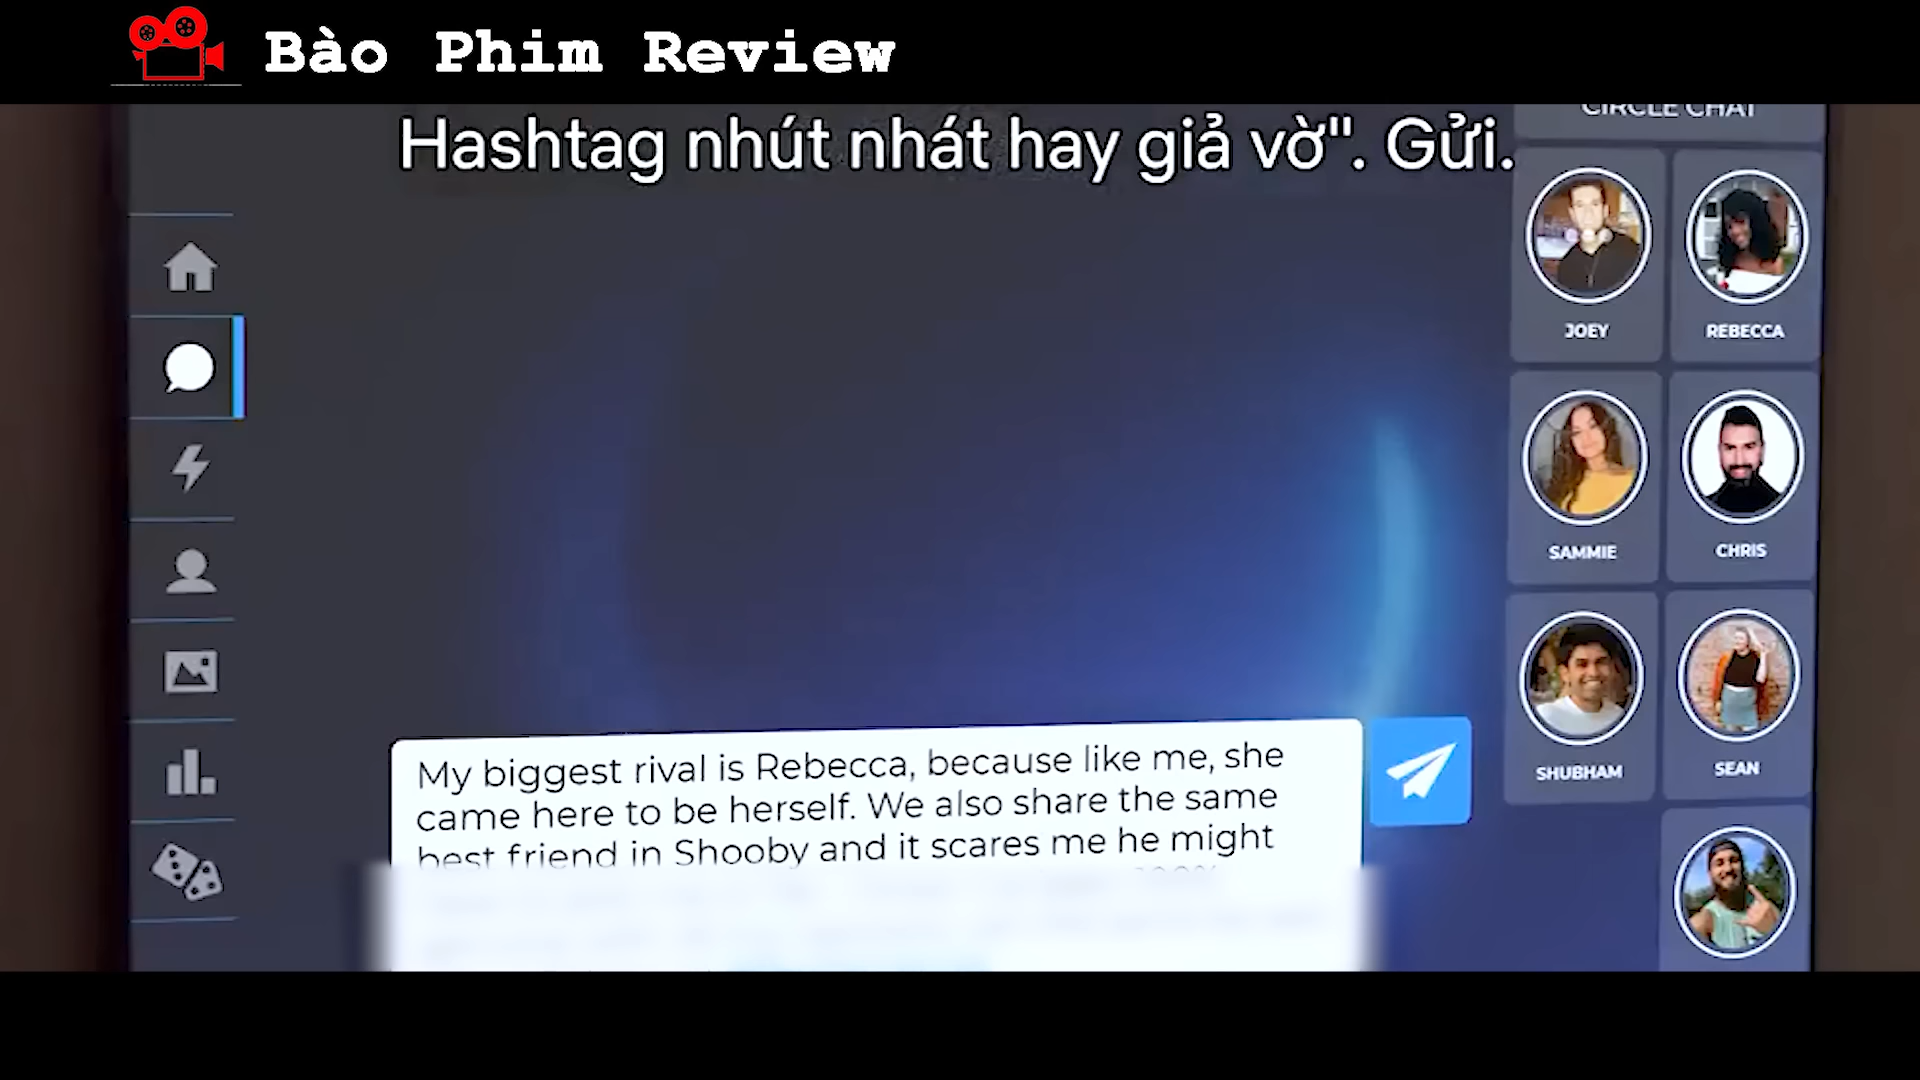 Bào Phim Review
CIRCLE CHAT
Hashtag nhút nhát hay giả vờ". Gửi.
JOEY
REBECCA
SAMMIE
CHRIS
SHUBHAM
SEAN
My biggest rival is Rebecca, because like me, she
came here to be herself. We also share the same
best friend in Shooby and it scares me he might